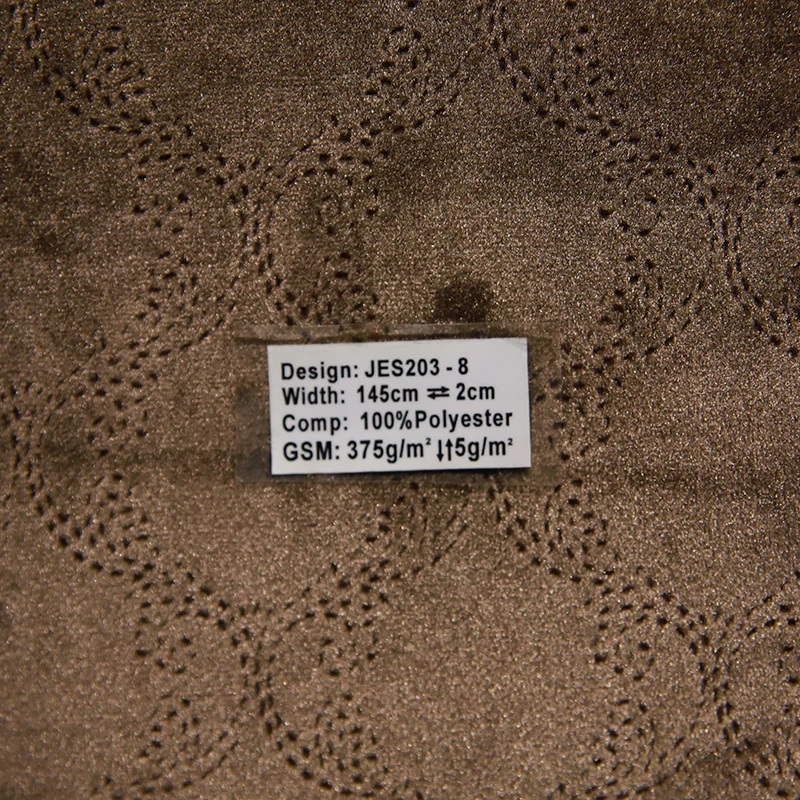 Design: JES203 - 8
Width: 145cm ⇌ 2cm
Comp: 100%Polyester
GSM: 375g/m² ↓↑5g/m²